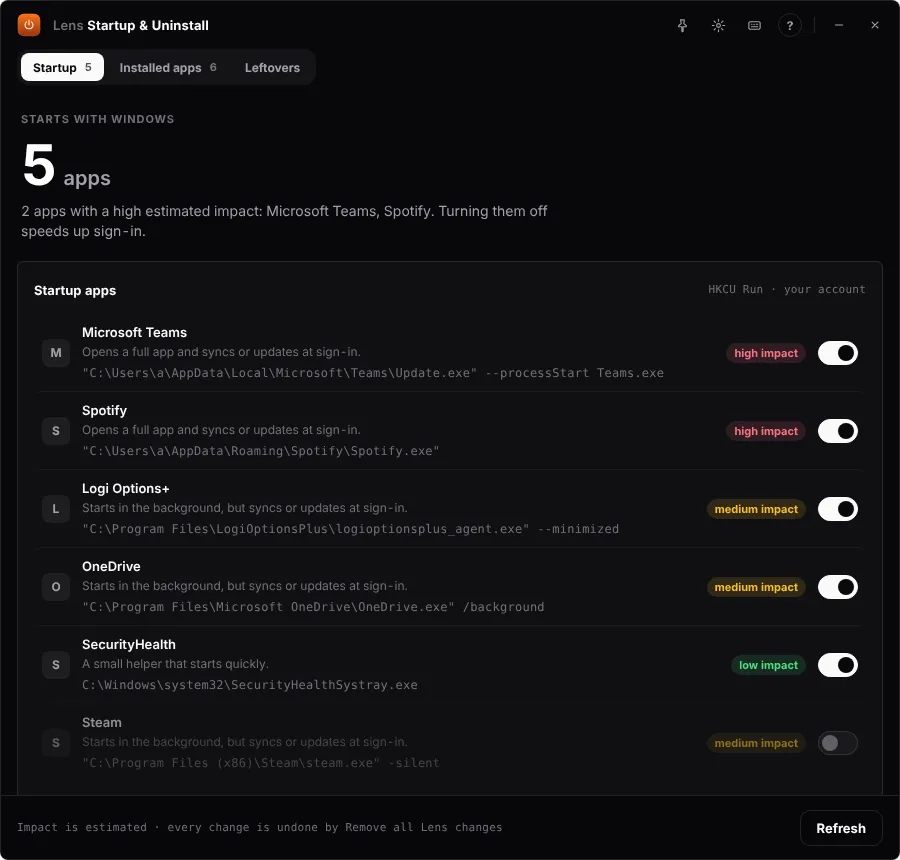 Lens Startup & Uninstall
?
Startup 5 Installed apps 6 Leftovers
STARTS WITH WINDOWS
5 apps
2 apps with a high estimated impact: Microsoft Teams, Spotify. Turning them off
speeds up sign-in.
Startup apps
HKCU Run · your account
M
Microsoft Teams
Opens a full app and syncs or updates at sign-in.
"C:\Users\a\AppData\Local\Microsoft\Teams\Update.exe" --processStart Teams.exe
high impact
S
Spotify
Opens a full app and syncs or updates at sign-in.
"C:\Users\a\AppData\Roaming\Spotify\Spotify.exe"
high impact
L
Logi Options+
Starts in the background, but syncs or updates at sign-in.
"C:\Program Files\LogiOptionsPlus\logioptionsplus_agent.exe" --minimized
medium impact
O
OneDrive
Starts in the background, but syncs or updates at sign-in.
"C:\Program Files\Microsoft OneDrive\OneDrive.exe" /background
medium impact
S
SecurityHealth
A small helper that starts quickly.
C:\Windows\system32\SecurityHealthSystray.exe
low impact
S
Steam
Starts in the background, but syncs or updates at sign-in.
"C:\Program Files (x86)\Steam\steam.exe" -silent
medium impact
Impact is estimated · every change is undone by Remove all Lens changes
Refresh